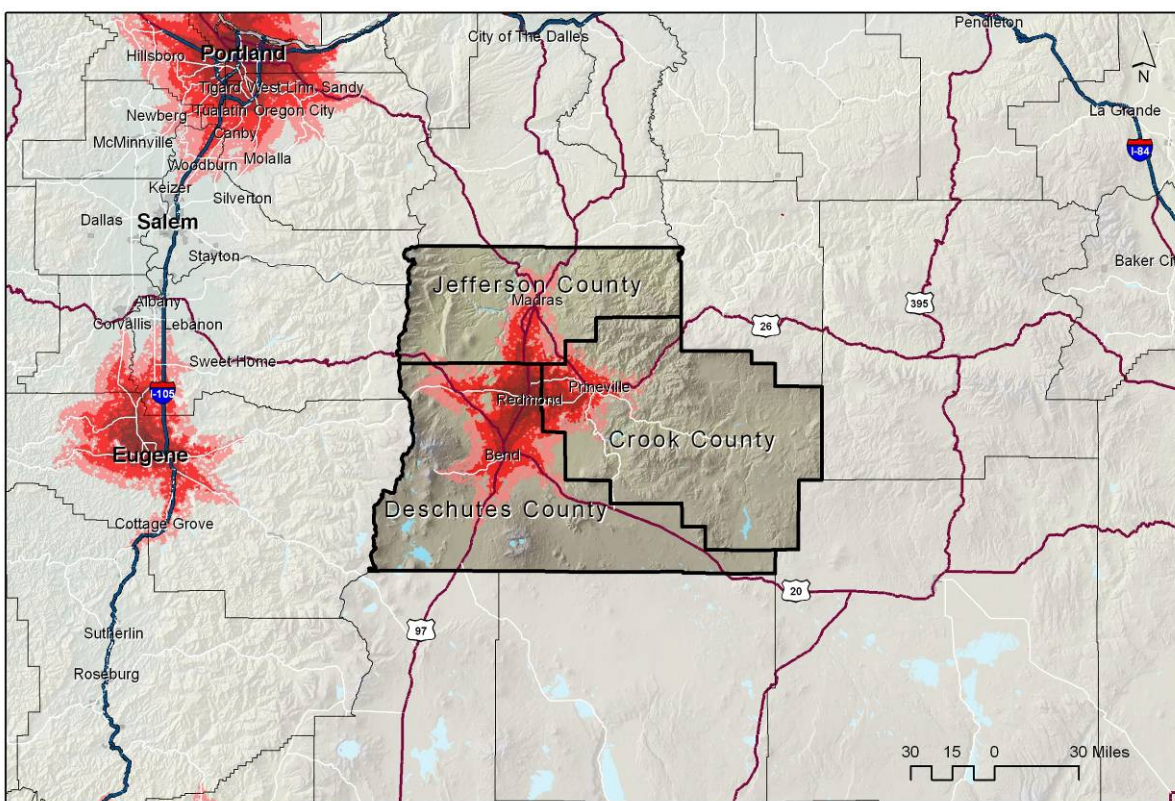 Pendleton
City of The Dalles
Portland
Hillsboro
N
Tigard West Linn Sandy
Tualatin Oregon City
Newberg
La Grande
Canby
McMinnville
I-84
Molalla
Woodburn
Keizer
Silverton
Dallas
Salem
Stayton
Baker Cit
Jefferson County
Madras
Albany
395
Corvallis Lebanon
26
Sweet Home
Prineville
I-105
Redmond
Crook County
Eugene
Bend
Deschutes County
Cottage Grove
20
97
Sutherlin
Roseburg
30 15 0 30 Miles